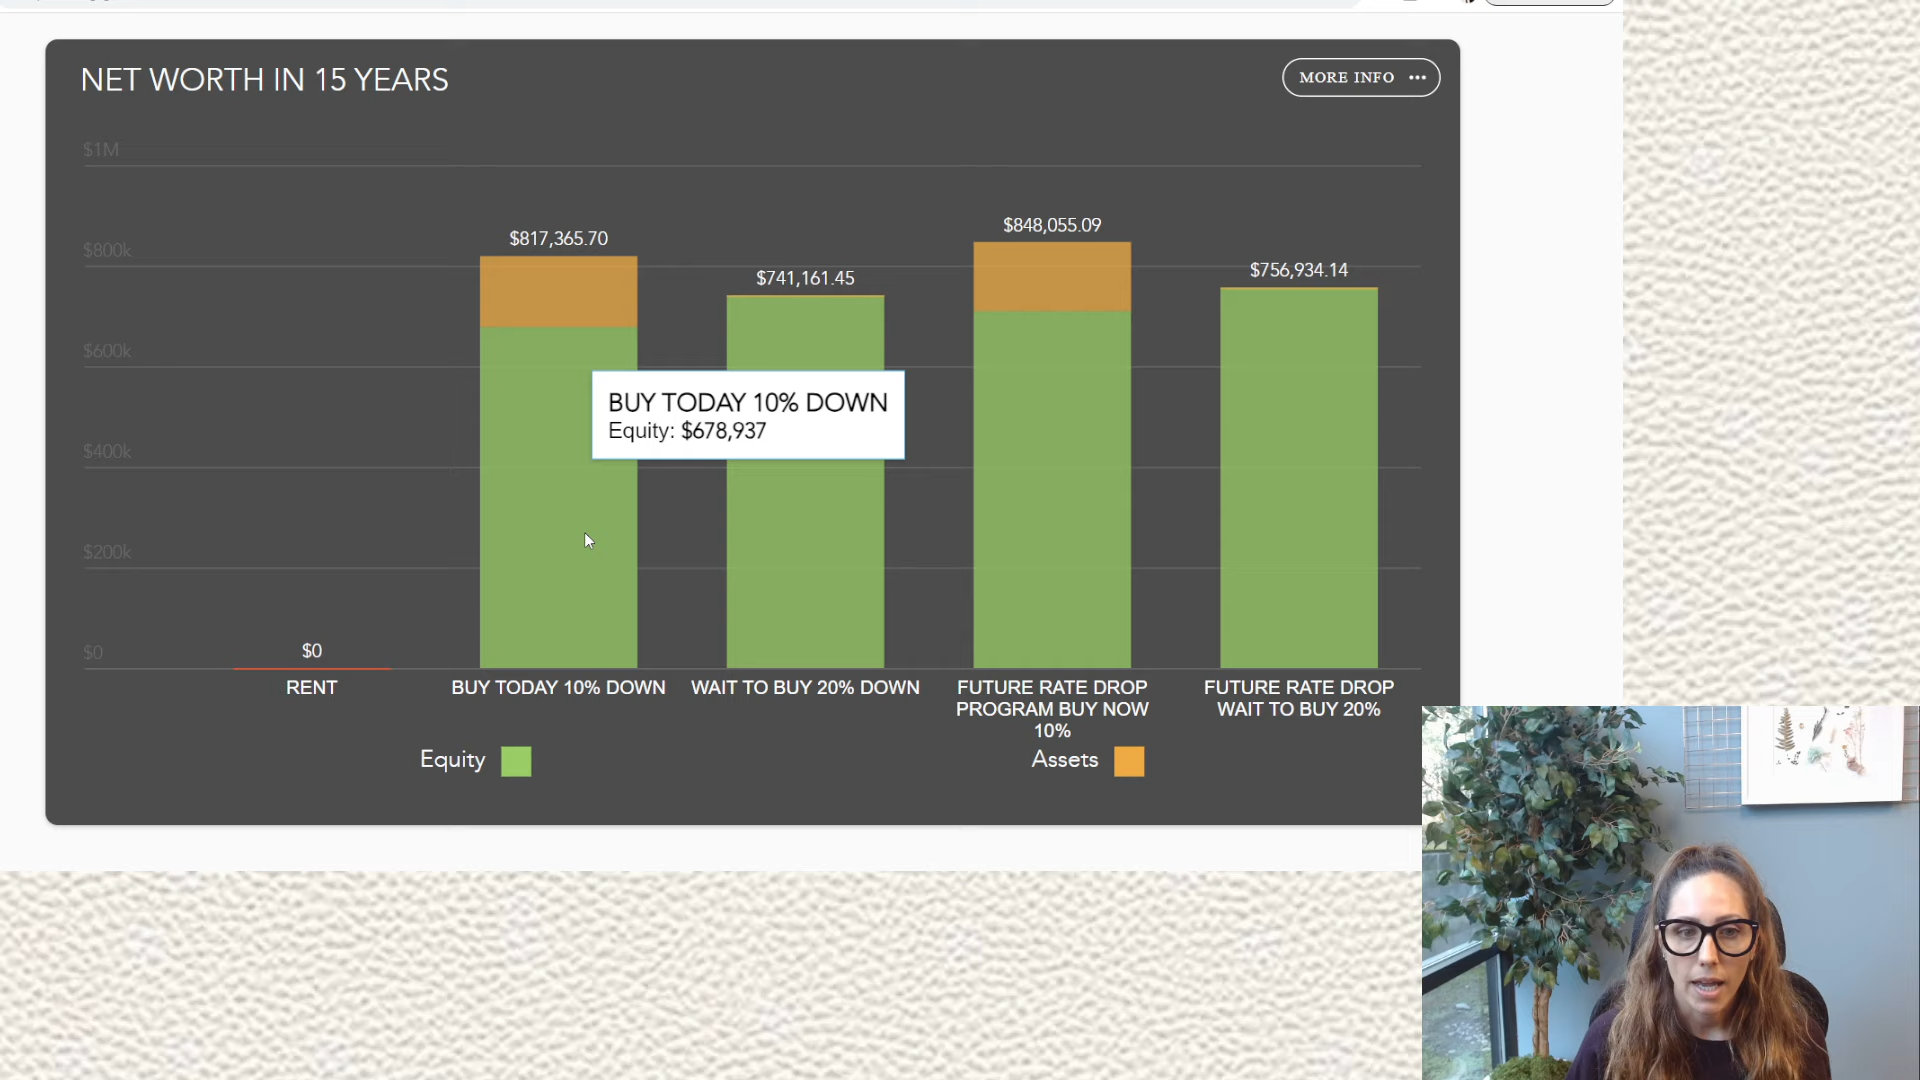 NET WORTH IN 15 YEARS
MORE INFO •••
$1M
$800k
$600k
$400k
$200k
$0
$817,365.70
$741,161.45
$848,055.09
$756,934.14
$0
BUY TODAY 10% DOWN
Equity: $678,937
RENT
BUY TODAY 10% DOWN
WAIT TO BUY 20% DOWN
FUTURE RATE DROP
PROGRAM BUY NOW
10%
FUTURE RATE DROP
WAIT TO BUY 20%
Equity
Assets